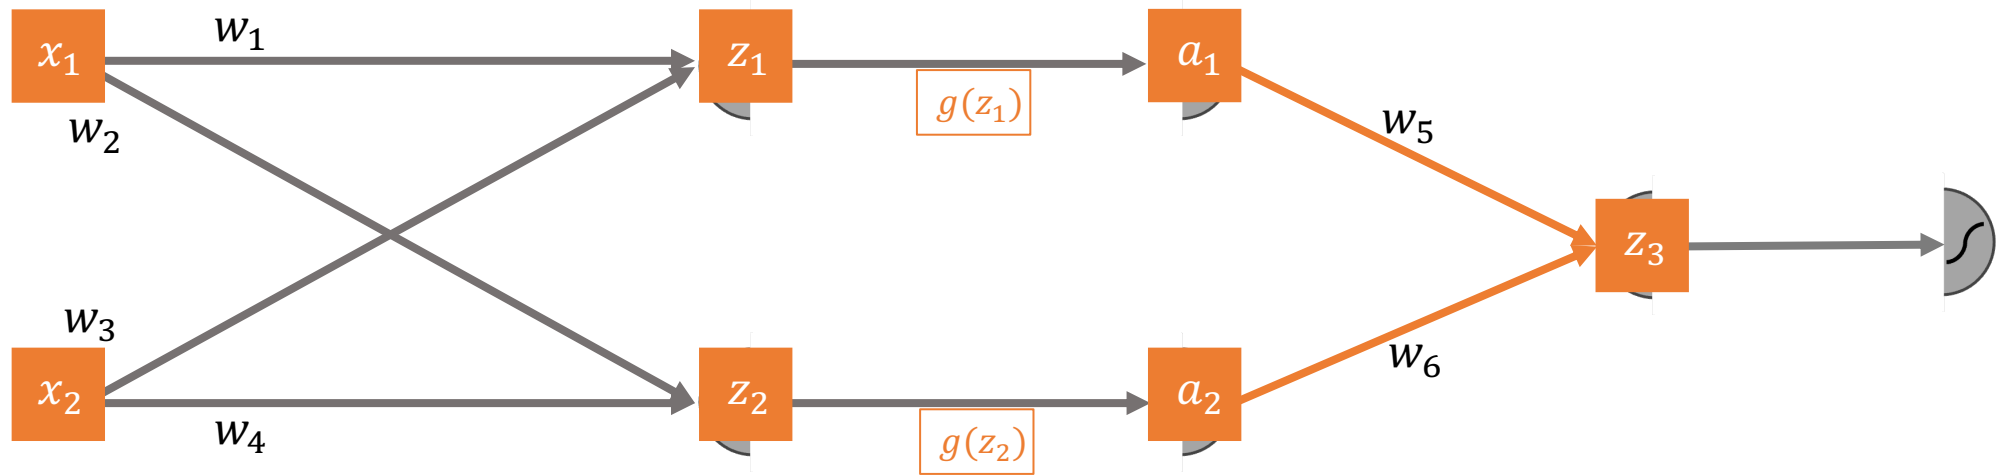 x₁
w₁
z₁
g(z₁)
a₁
w₂
w₅
z₃
w₃
x₂
w₄
z₂
g(z₂)
a₂
w₆